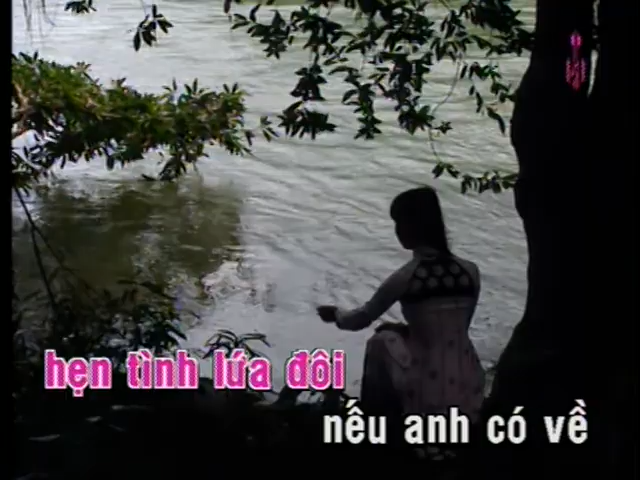 hẹn tình lứa đôi
nếu anh có về